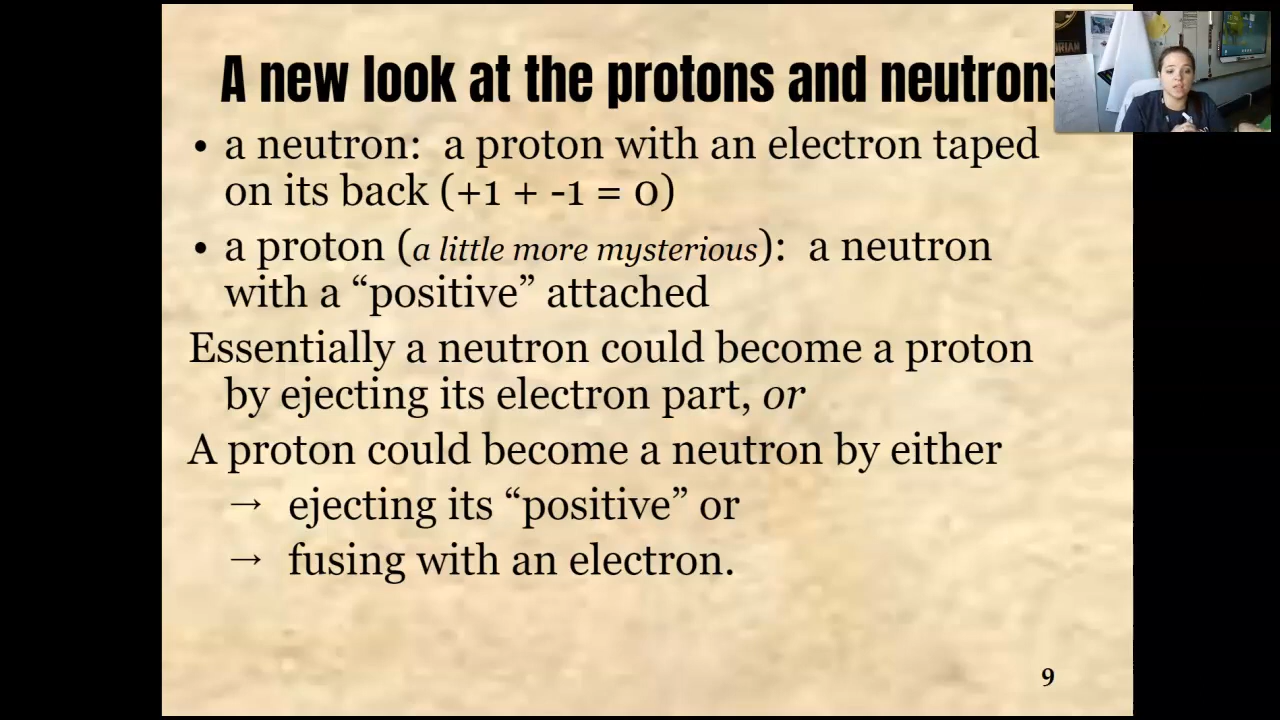 A new look at the protons and neutrons
• a neutron:  a proton with an electron taped
on its back (+1 + -1 = 0)
• a proton (a little more mysterious):  a neutron
with a “positive” attached
Essentially a neutron could become a proton
by ejecting its electron part, or
A proton could become a neutron by either
→ ejecting its “positive” or
→ fusing with an electron.
9